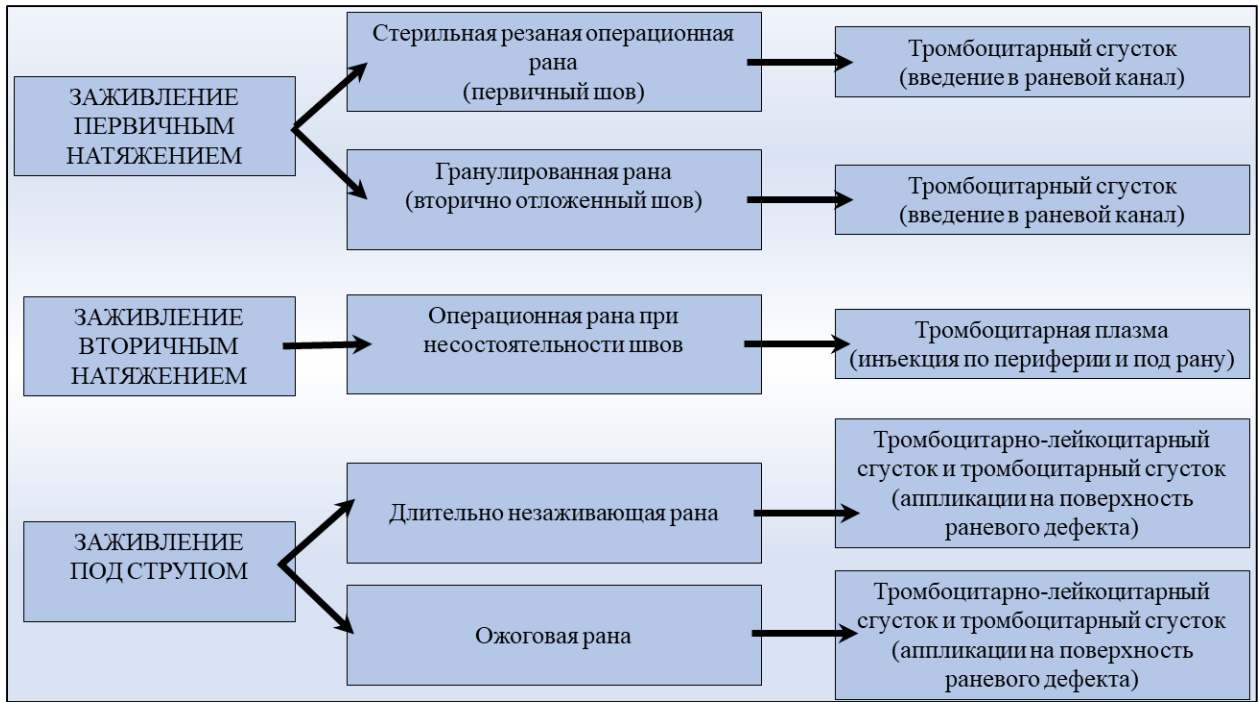 ЗАЖИВЛЕНИЕ
ПЕРВИЧНЫМ
НАТЯЖЕНИЕМ
Стерильная резаная операционная
рана
(первичный шов)
Тромбоцитарный сгусток
(введение в раневой канал)
Гранулированная рана
(вторично отложенный шов)
Тромбоцитарный сгусток
(введение в раневой канал)
ЗАЖИВЛЕНИЕ
ВТОРИЧНЫМ
НАТЯЖЕНИЕМ
Операционная рана при
несостоятельности швов
Тромбоцитарная плазма
(инъекция по периферии и под рану)
ЗАЖИВЛЕНИЕ
ПОД СТРУПОМ
Длительно незаживающая рана
Тромбоцитарно-лейкоцитарный
сгусток и тромбоцитарный сгусток
(аппликации на поверхность
раневого дефекта)
Ожоговая рана
Тромбоцитарно-лейкоцитарный
сгусток и тромбоцитарный сгусток
(аппликации на поверхность
раневого дефекта)